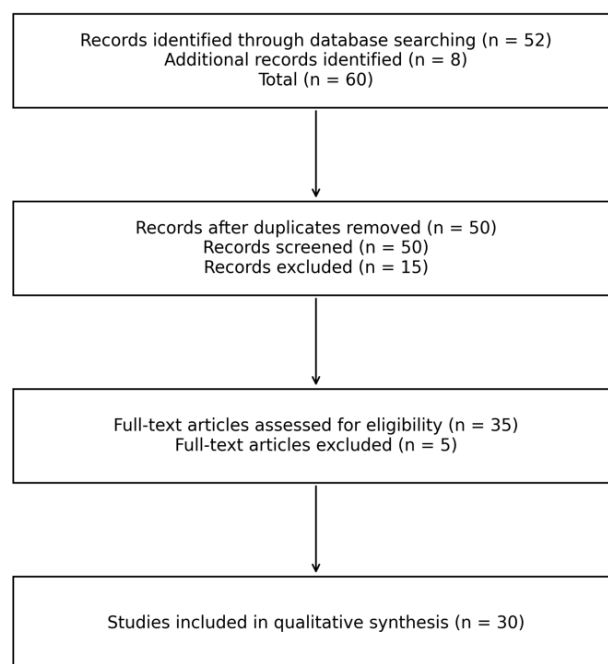 Records identified through database searching (n = 52)
Additional records identified (n = 8)
Total (n = 60)
Records after duplicates removed (n = 50)
Records screened (n = 50)
Records excluded (n = 15)
Full-text articles assessed for eligibility (n = 35)
Full-text articles excluded (n = 5)
Studies included in qualitative synthesis (n = 30)